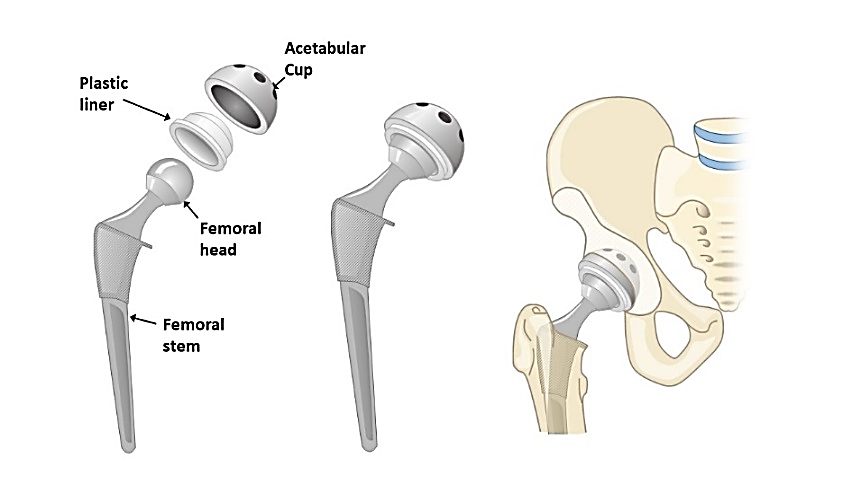 Acetabular
Cup
Plastic
liner
Femoral
head
Femoral
stem